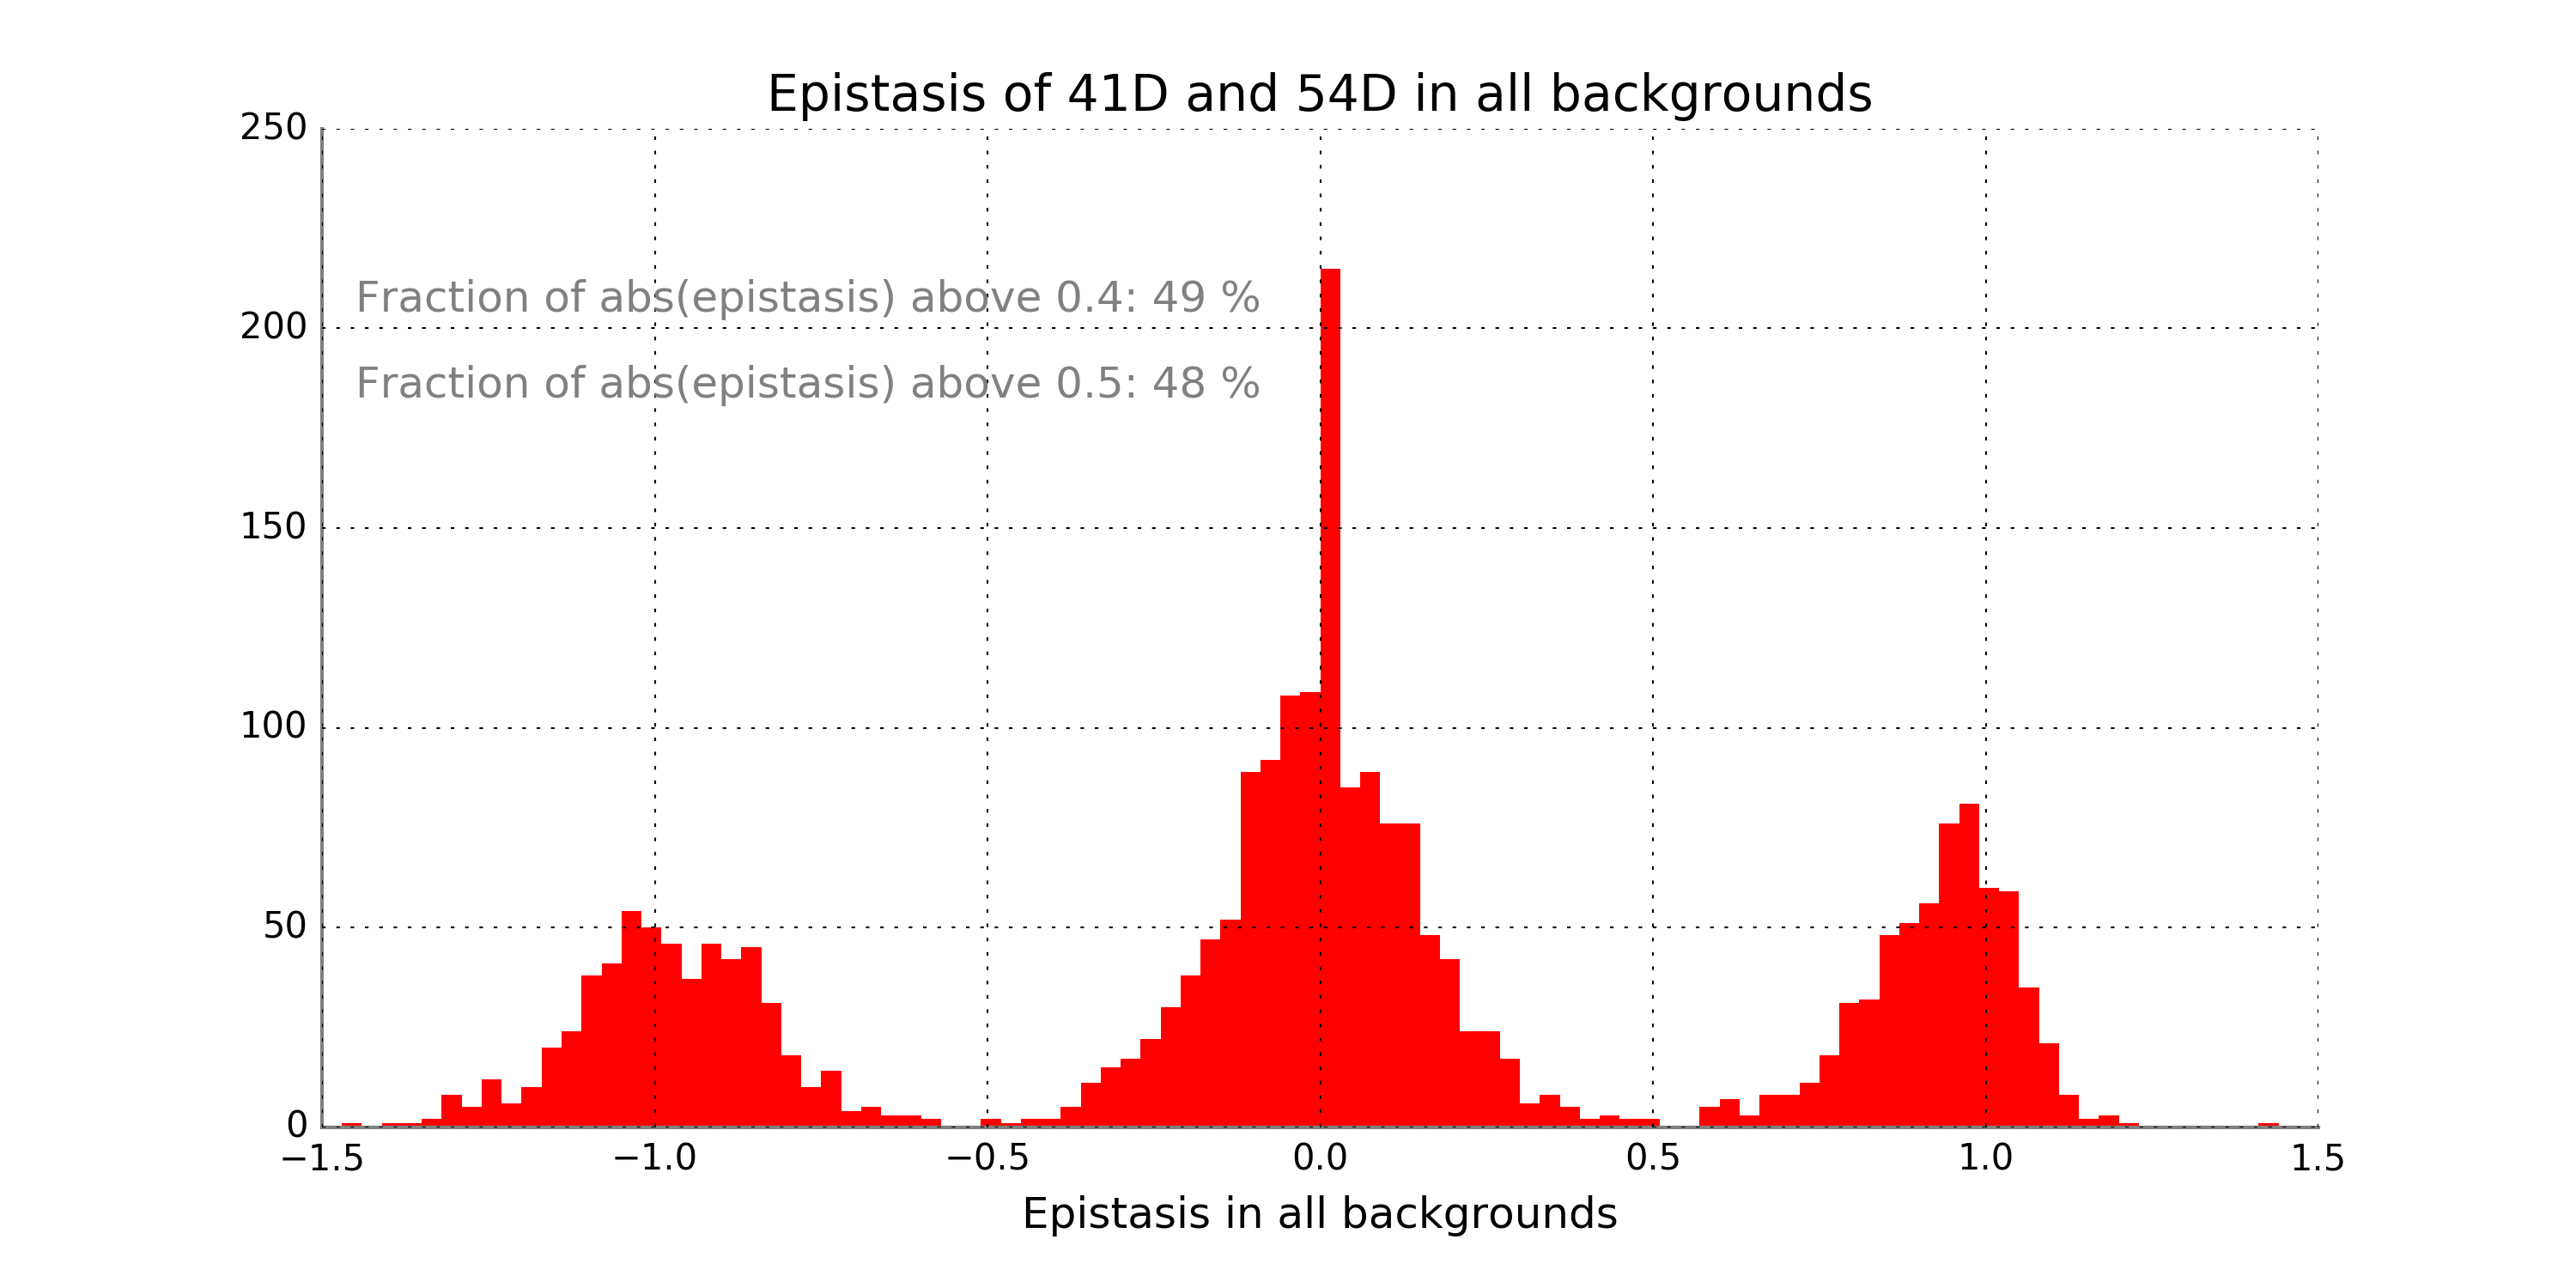 Epistasis of 41D and 54D in all backgrounds
250
200
150
100
50
0
Fraction of abs(epistasis) above 0.4: 49 %
Fraction of abs(epistasis) above 0.5: 48 %
−1.5 −1.0 −0.5 0.0 0.5 1.0 1.5
Epistasis in all backgrounds